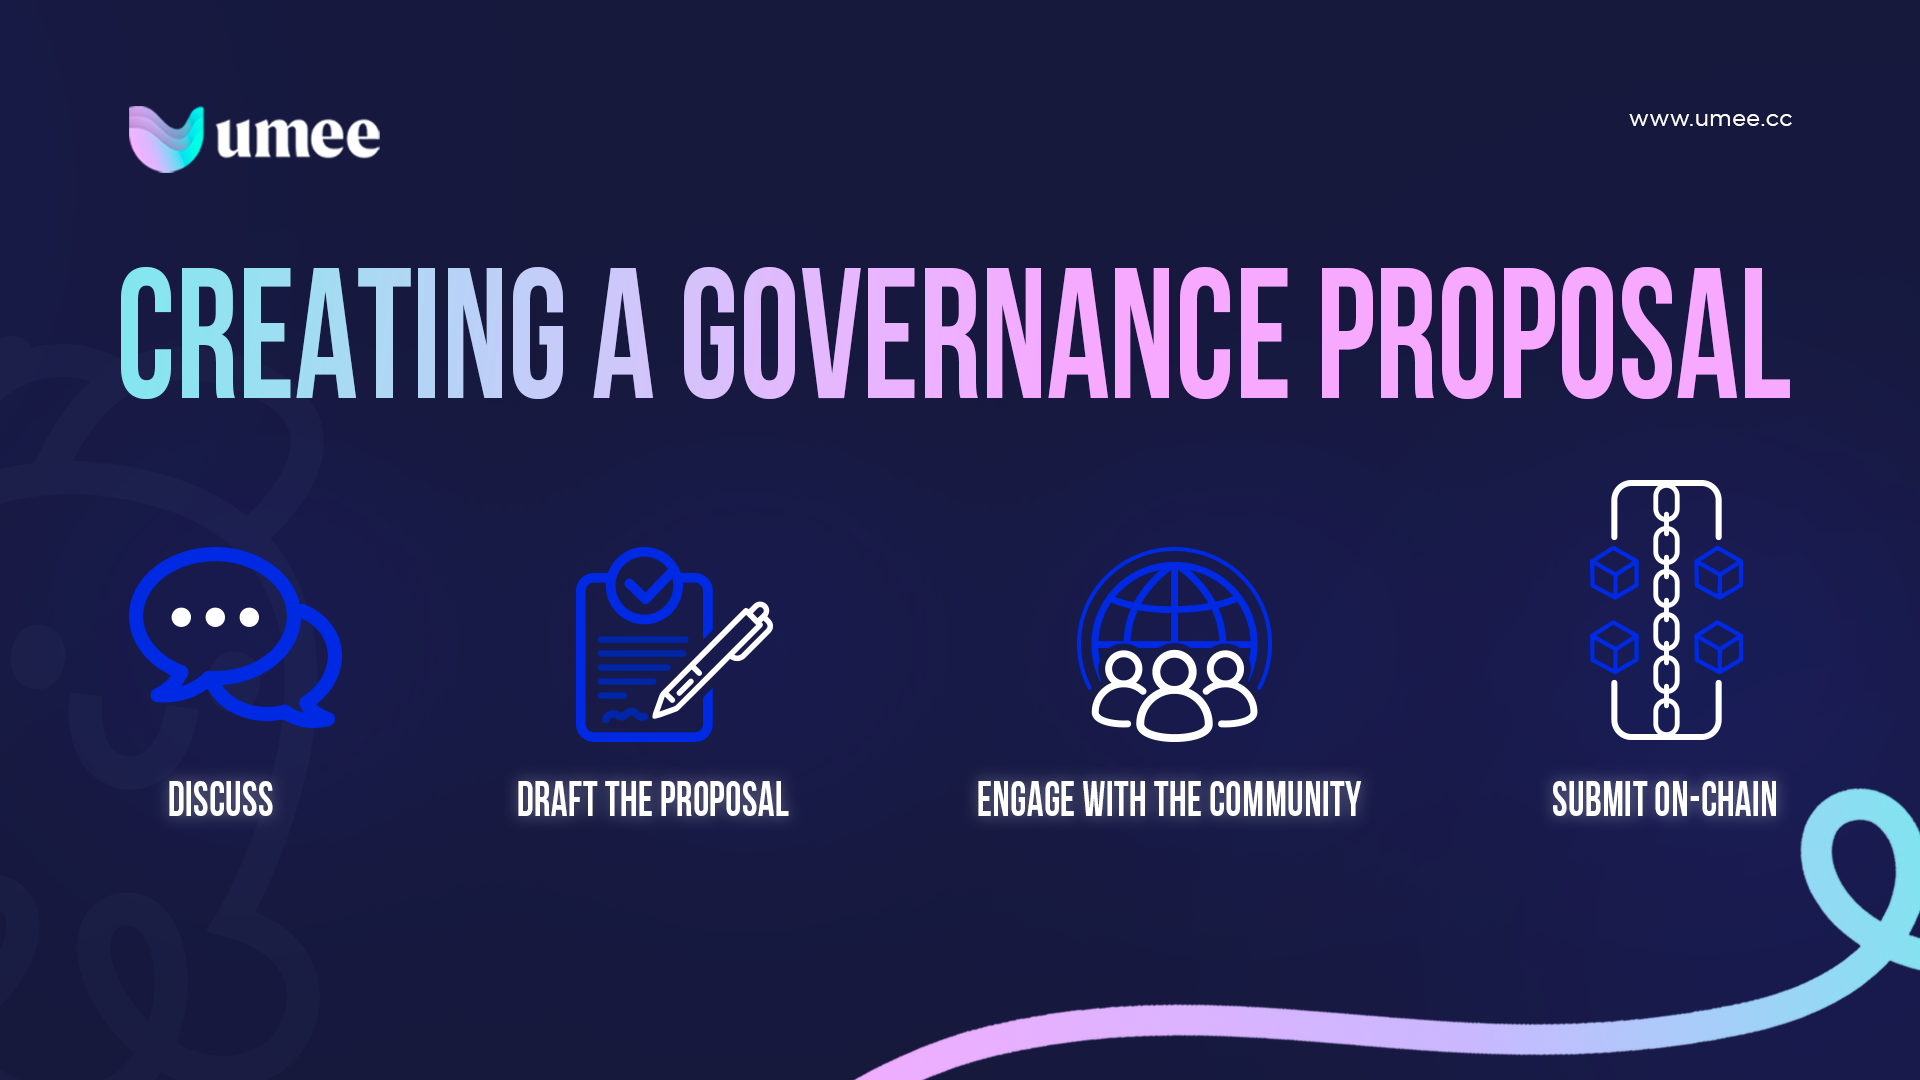 umee
www.umee.cc
CREATING A GOVERNANCE PROPOSAL
DISCUSS
DRAFT THE PROPOSAL
ENGAGE WITH THE COMMUNITY
SUBMIT ON-CHAIN